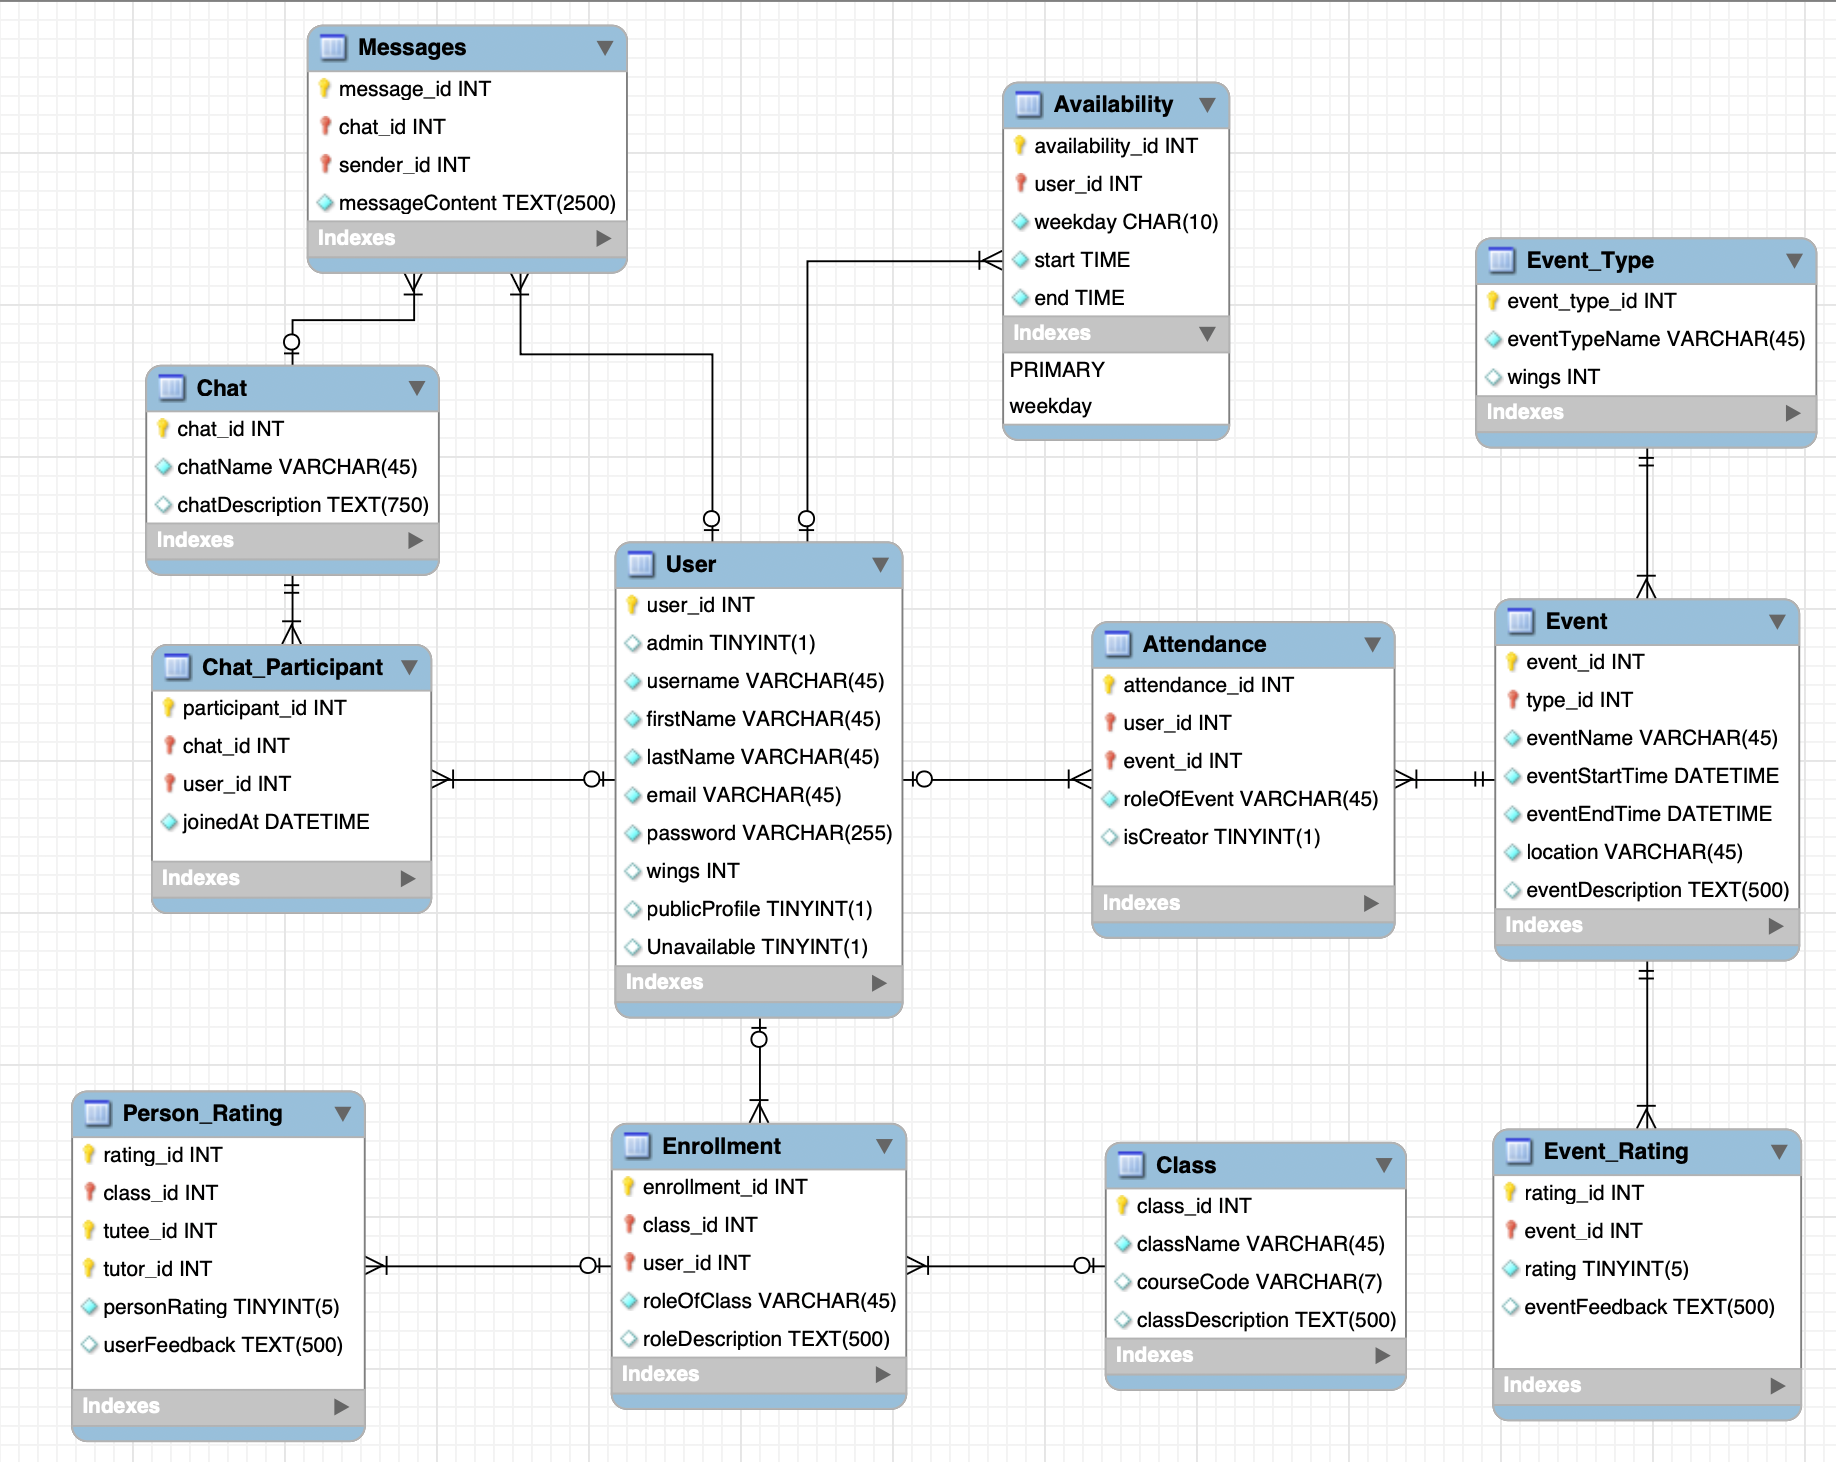 Messages
message_id INT
chat_id INT
sender_id INT
messageContent TEXT(2500)
Indexes
Availability
availability_id INT
user_id INT
weekday CHAR(10)
start TIME
end TIME
Indexes
PRIMARY
weekday
Event_Type
event_type_id INT
eventTypeName VARCHAR(45)
wings INT
Indexes
Chat
chat_id INT
chatName VARCHAR(45)
chatDescription TEXT(750)
Indexes
User
user_id INT
admin TINYINT(1)
username VARCHAR(45)
firstName VARCHAR(45)
lastName VARCHAR(45)
email VARCHAR(45)
password VARCHAR(255)
wings INT
publicProfile TINYINT(1)
Unavailable TINYINT(1)
Indexes
Chat_Participant
participant_id INT
chat_id INT
user_id INT
joinedAt DATETIME
Indexes
Attendance
attendance_id INT
user_id INT
event_id INT
roleOfEvent VARCHAR(45)
isCreator TINYINT(1)
Indexes
Event
event_id INT
type_id INT
eventName VARCHAR(45)
eventStartTime DATETIME
eventEndTime DATETIME
location VARCHAR(45)
eventDescription TEXT(500)
Indexes
Person_Rating
rating_id INT
class_id INT
tutee_id INT
tutor_id INT
personRating TINYINT(5)
userFeedback TEXT(500)
Indexes
Enrollment
enrollment_id INT
class_id INT
user_id INT
roleOfClass VARCHAR(45)
roleDescription TEXT(500)
Indexes
Class
class_id INT
className VARCHAR(45)
courseCode VARCHAR(7)
classDescription TEXT(500)
Indexes
Event_Rating
rating_id INT
event_id INT
rating TINYINT(5)
eventFeedback TEXT(500)
Indexes